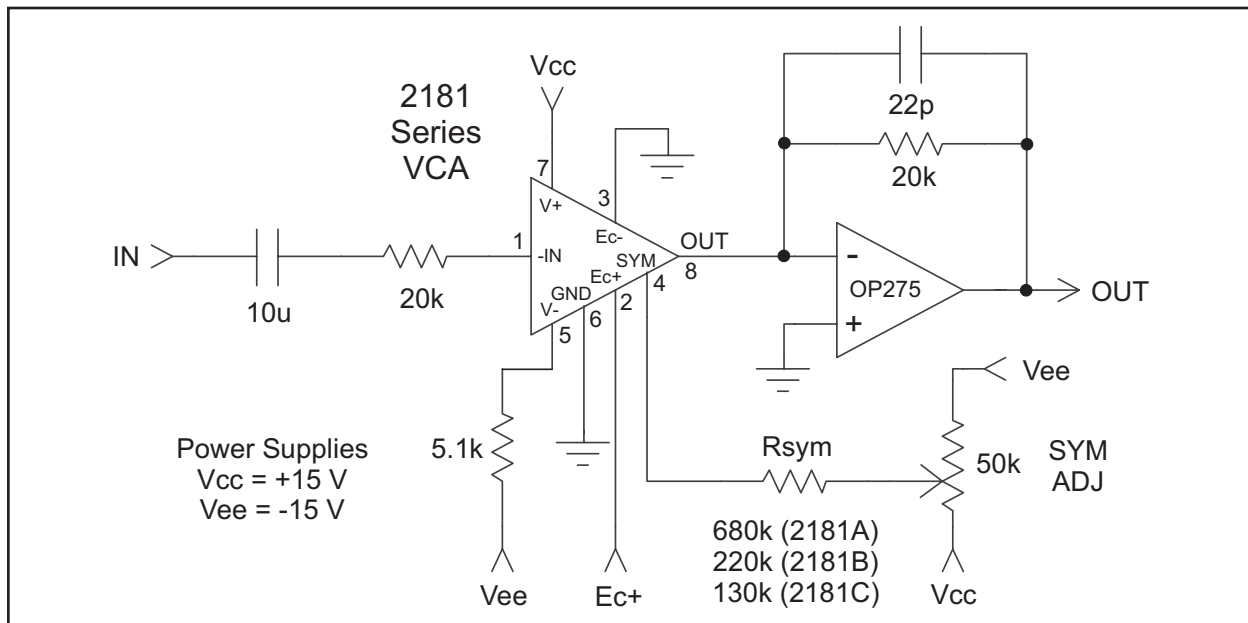 Vcc
22p
2181
Series
VCA
20k
7
V+
3
Ec-
IN
1
-IN
OUT
8
SYM
4
Ec+
2
GND
6
V-
5
10u
20k
-
OP275
+
OUT
Vee
Power Supplies
Vcc = +15 V
Vee = -15 V
5.1k
Rsym
50k
SYM
ADJ
680k (2181A)
220k (2181B)
130k (2181C)
Vee
Ec+
Vcc